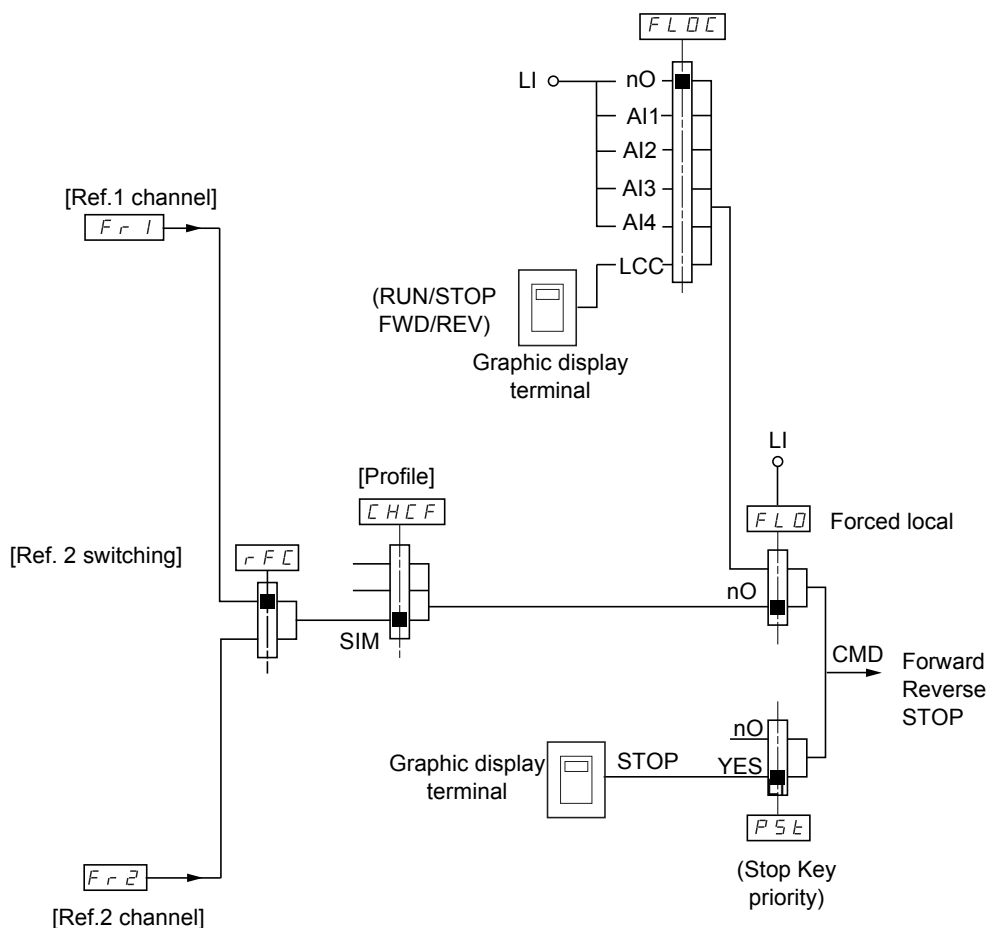 FLOC
LI
nO
AI1
AI2
AI3
AI4
LCC
[Ref.1 channel]
Fr1
(RUN/STOP
FWD/REV)
Graphic display
terminal
LI
[Profile]
CHCF
FLO
Forced local
[Ref. 2 switching]
rFC
nO
SIM
CMD
Forward
Reverse
STOP
nO
Graphic display
terminal
STOP
YES
PSt
(Stop Key
priority)
Fr2
[Ref.2 channel]